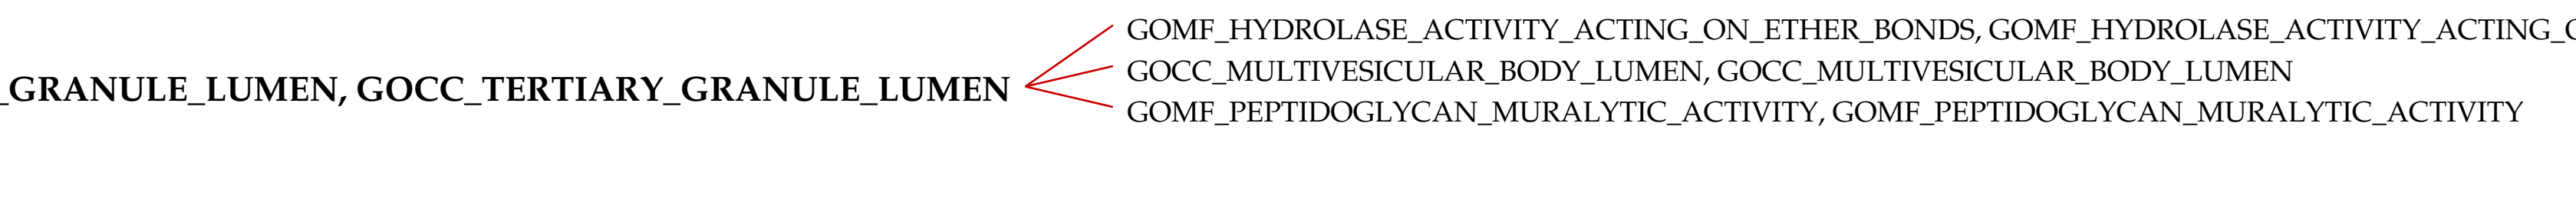 _GRANULE_LUMEN, GOCC_TERTIARY_GRANULE_LUMEN
GOMF_HYDROLASE_ACTIVITY_ACTING_ON_ETHER_BONDS, GOMF_HYDROLASE_ACTIVITY_ACTING_
GOCC_MULTIVESICULAR_BODY_LUMEN, GOCC_MULTIVESICULAR_BODY_LUMEN
GOMF_PEPTIDOGLYCAN_MURALYTIC_ACTIVITY, GOMF_PEPTIDOGLYCAN_MURALYTIC_ACTIVITY